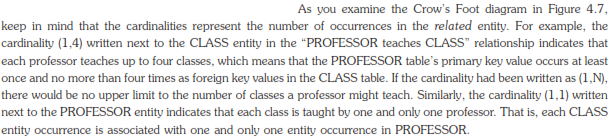 As you examine the Crow's Foot diagram in Figure 4.7,
keep in mind that the cardinalities represent the number of occurrences in the related entity. For example, the
cardinality (1,4) written next to the CLASS entity in the “PROFESSOR teaches CLASS” relationship indicates that
each professor teaches up to four classes, which means that the PROFESSOR table's primary key value occurs at least
once and no more than four times as foreign key values in the CLASS table. If the cardinality had been written as (1,N),
there would be no upper limit to the number of classes a professor might teach. Similarly, the cardinality (1,1) written
next to the PROFESSOR entity indicates that each class is taught by one and only one professor. That is, each CLASS
entity occurrence is associated with one and only one entity occurrence in PROFESSOR.